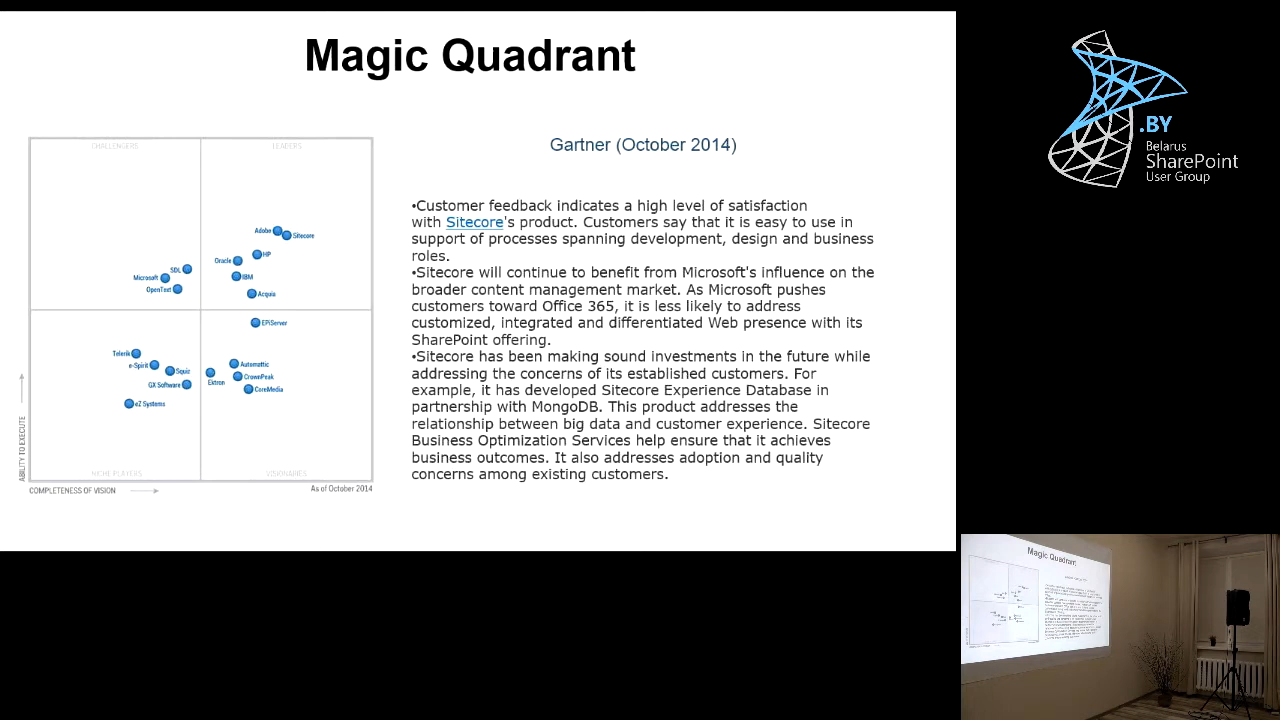 Magic Quadrant
CHALLENGERS
LEADERS
Adobe
Sitecore
HP
Oracle
IBM
SDL
Microsoft
OpenText
Acquia
EPiServer
Telerik
e-Spirit
Squiz
GX Software
eZ Systems
Automattic
CrownPeak
Ektron
CoreMedia
NICHE PLAYERS
VISIONARIES
ABILITY TO EXECUTE
COMPLETENESS OF VISION
As of October 2014
Gartner (October 2014)
•Customer feedback indicates a high level of satisfaction
with Sitecore's product. Customers say that it is easy to use in
support of processes spanning development, design and business
roles.
•Sitecore will continue to benefit from Microsoft's influence on the
broader content management market. As Microsoft pushes
customers toward Office 365, it is less likely to address
customized, integrated and differentiated Web presence with its
SharePoint offering.
•Sitecore has been making sound investments in the future while
addressing the concerns of its established customers. For
example, it has developed Sitecore Experience Database in
partnership with MongoDB. This product addresses the
relationship between big data and customer experience. Sitecore
Business Optimization Services help ensure that it achieves
business outcomes. It also addresses adoption and quality
concerns among existing customers.
.BY
Belarus
SharePoint
User Group
Magic Quadrant